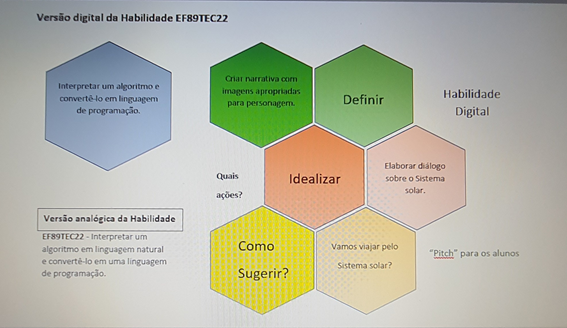 Versão digital da Habilidade EF89TEC22
Interpretar um algoritmo e
convertê-lo em linguagem
de programação.
Criar narrativa com
imagens apropriadas
para personagem.
Definir
Habilidade
Digital
Quais
ações?
Idealizar
Elaborar diálogo
sobre o Sistema
solar.
Versão analógica da Habilidade
EF89TEC22 - Interpretar um
algoritmo em linguagem natural
e convertê-lo em uma linguagem
de programação.
Como
Sugerir?
Vamos viajar pelo
Sistema solar?
"Pitch" para os alunos